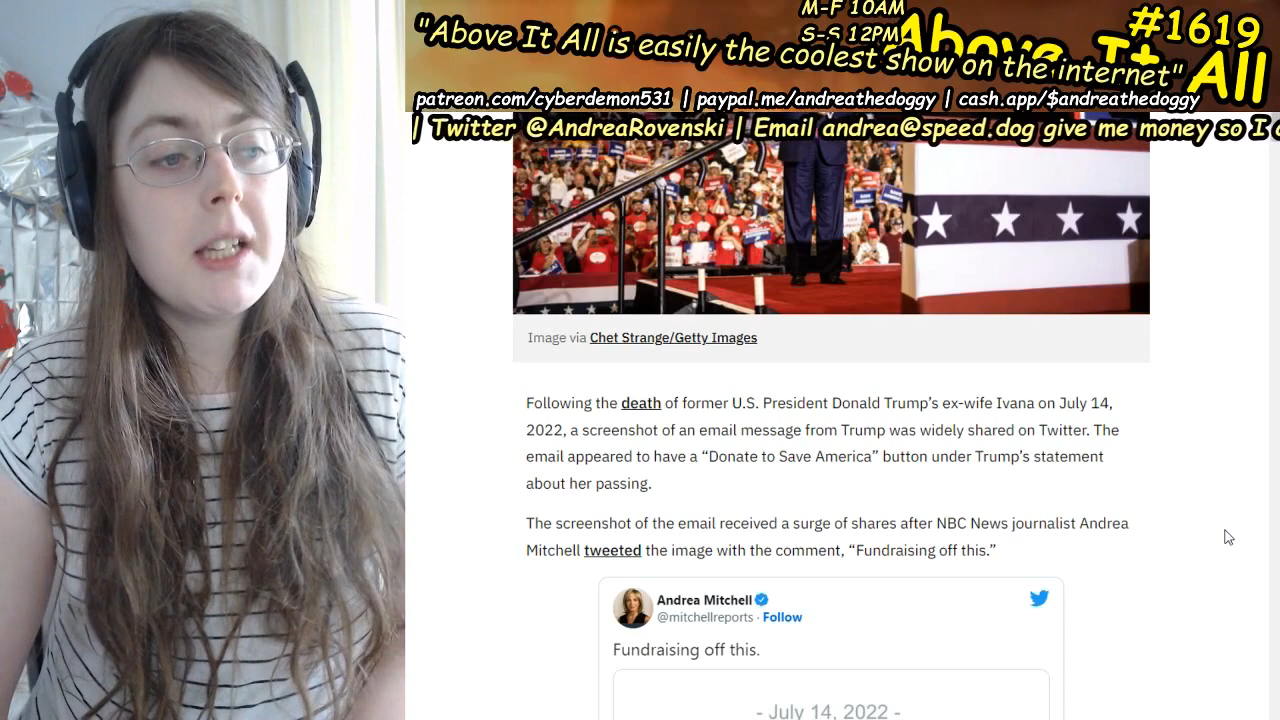 M-F 10AM
S-S 12PM
Above It All
#1619
"Above It All is easily the coolest show on the internet"
patreon.com/cyberdemon531 | paypal.me/andreathedoggy | cash.app/$andreathedoggy
| Twitter @AndreaRovenski | Email andrea@speed.dog give me money so I
Image via Chet Strange/Getty Images
Following the death of former U.S. President Donald Trump’s ex-wife Ivana on July 14,
2022, a screenshot of an email message from Trump was widely shared on Twitter. The
email appeared to have a “Donate to Save America” button under Trump’s statement
about her passing.
The screenshot of the email received a surge of shares after NBC News journalist Andrea
Mitchell tweeted the image with the comment, “Fundraising off this.”
Andrea Mitchell
@mitchellreports · Follow
Fundraising off this.
- July 14, 2022 -